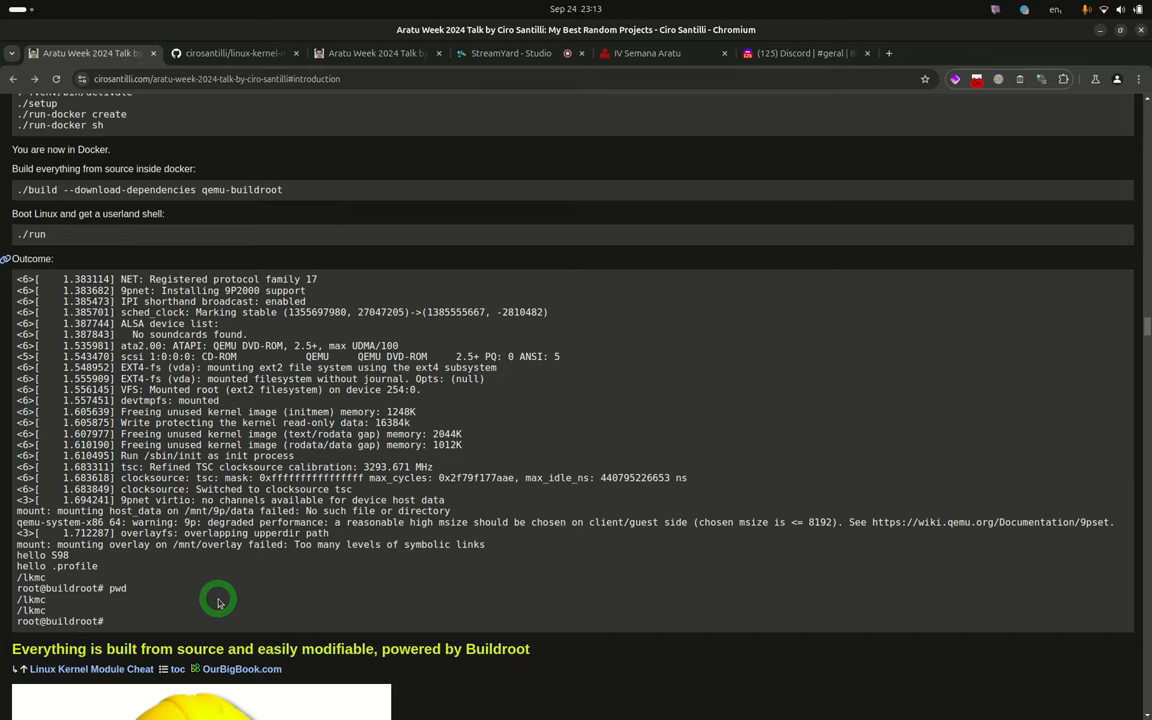 Sep 24 23:13
en₁
Aratu Week 2024 Talk by Ciro Santilli: My Best Random Projects - Ciro Santilli - Chromium
Aratu Week 2024 Talk by
cirosantilli/linux-kernel-
Aratu Week 2024 Talk by
StreamYard - Studio
IV Semana Aratu
(125) Discord | #geral |
cirosantilli.com/aratu-week-2024-talk-by-ciro-santilli#introduction
./setup
./run-docker create
./run-docker sh
You are now in Docker.
Build everything from source inside docker:
./build --download-dependencies qemu-buildroot
Boot Linux and get a userland shell:
./run
Outcome:
<6>[    1.383114] NET: Registered protocol family 17
<6>[    1.383682] 9pnet: Installing 9P2000 support
<6>[    1.385473] IPI shorthand broadcast: enabled
<6>[    1.385701] sched_clock: Marking stable (1355697980, 27047205)->(1385555667, -2810482)
<6>[    1.387744] ALSA device list:
<6>[    1.387843]   No soundcards found.
<6>[    1.535981] ata2.00: ATAPI: QEMU DVD-ROM, 2.5+, max UDMA/100
<5>[    1.543470] scsi 1:0:0:0: CD-ROM            QEMU     QEMU DVD-ROM     2.5+ PQ: 0 ANSI: 5
<6>[    1.548952] EXT4-fs (vda): mounting ext2 file system using the ext4 subsystem
<6>[    1.555909] EXT4-fs (vda): mounted filesystem without journal. Opts: (null)
<6>[    1.556145] VFS: Mounted root (ext2 filesystem) on device 254:0.
<6>[    1.557451] devtmpfs: mounted
<6>[    1.605639] Freeing unused kernel image (initmem) memory: 1248K
<6>[    1.605875] Write protecting the kernel read-only data: 16384k
<6>[    1.607977] Freeing unused kernel image (text/rodata gap) memory: 2044K
<6>[    1.610190] Freeing unused kernel image (rodata/data gap) memory: 1012K
<6>[    1.610495] Run /sbin/init as init process
<6>[    1.683311] tsc: Refined TSC clocksource calibration: 3293.671 MHz
<6>[    1.683618] clocksource: tsc: mask: 0xffffffffffffffff max_cycles: 0x2f79f177aae, max_idle_ns: 440795226653 ns
<6>[    1.683849] clocksource: Switched to clocksource tsc
<3>[    1.694241] 9pnet virtio: no channels available for device host data
mount: mounting host_data on /mnt/9p/data failed: No such file or directory
qemu-system-x86 64: warning: 9p: degraded performance: a reasonable high msize should be chosen on client/guest side (chosen msize is <= 8192). See https://wiki.qemu.org/Documentation/9pset.
<3>[    1.712287] overlayfs: overlapping upperdir path
mount: mounting overlay on /mnt/overlay failed: Too many levels of symbolic links
hello S98
hello .profile
/lkmc
root@buildroot# pwd
/lkmc
/lkmc
root@buildroot#
Everything is built from source and easily modifiable, powered by Buildroot
Linux Kernel Module Cheat toc OurBigBook.com